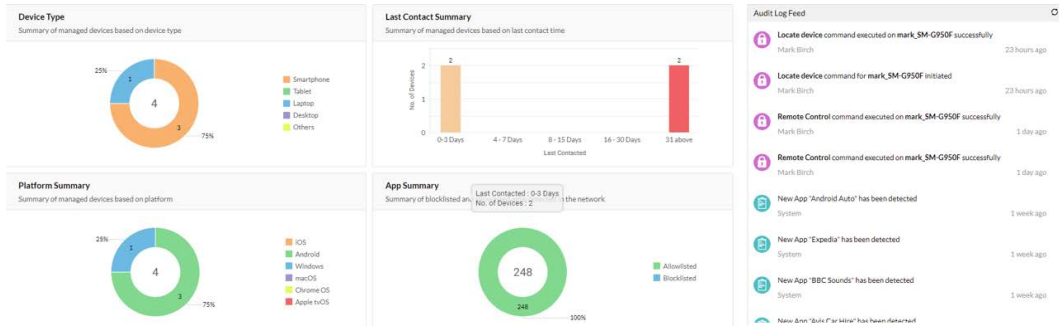 Device Type
Summary of managed devices based on device type
25%
1
4
3
75%
Smartphone
Tablet
Laptop
Desktop
Others
Last Contact Summary
Summary of managed devices based on last contact time
No. of Devices
2
1
0
2
2
0-3 Days
4-7 Days
8-15 Days
16-30 Days
31 above
Last Contacted
Platform Summary
Summary of managed devices based on platform
25%
1
4
3
75%
iOS
Android
Windows
macOS
Chrome OS
Apple tvOS
App Summary
Summary of blocklisted an
in the network
Last Contacted : 0-3 Days
No. of Devices : 2
248
248
100%
Allowlisted
Blocklisted
Audit Log Feed
Locate device command executed on mark_SM-G950F successfully
Mark Birch 23 hours ago
Locate device command for mark_SM-G950F initiated
Mark Birch 23 hours ago
Remote Control command executed on mark_SM-G950F successfully
Mark Birch 1 day ago
Remote Control command executed on mark_SM-G950F successfully
Mark Birch 1 day ago
New App "Android Auto" has been detected
System 1 week ago
New App "Expedia" has been detected
System 1 week ago
New App "BBC Sounds" has been detected
System 1 week ago
New App "Avis Car Hire" has been detected